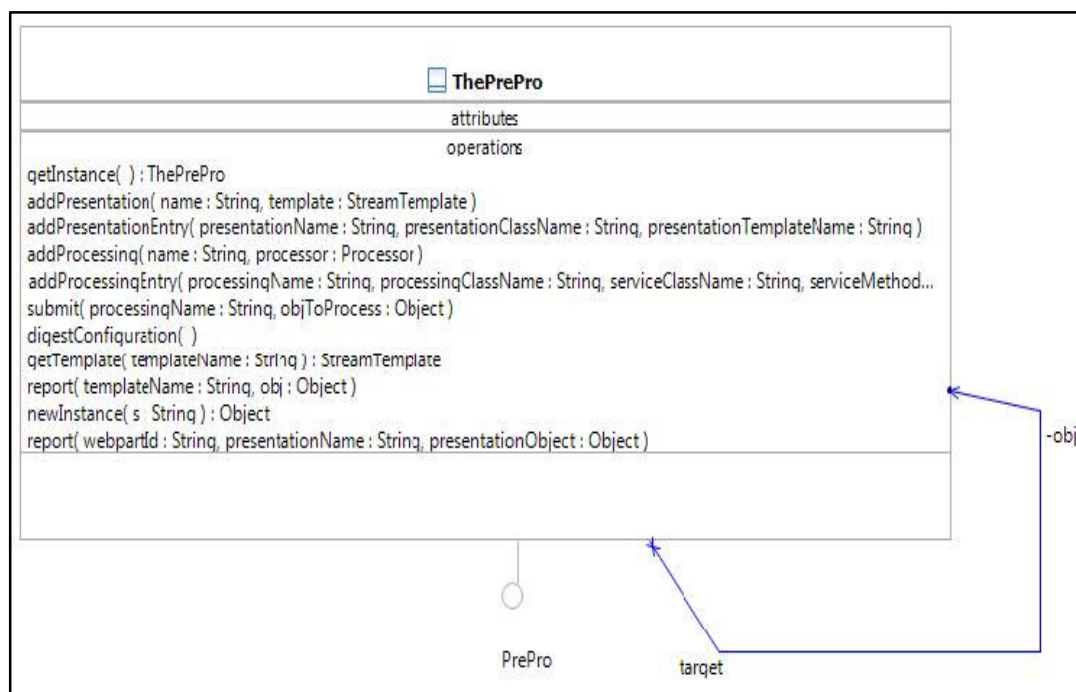 ThePrePro
attributes
operations
getInstance( ) : ThePrePro
addPresentation( name : String, template : StreamTemplate )
addPresentationEntry( presentationName : String, presentationClassName : String, presentationTemplateName : String )
addProcessing( name : String, processor : Processor )
addProcessingEntry( processingName : String, processingClassName : String, serviceClassName : String, serviceMethod...
submit( processingName : String, objToProcess : Object )
digestConfiguration( )
getTemplate( templateName : String ) : StreamTemplate
report( templateName : String, obj : Object )
newInstance( s String ) : Object
report( webpartId : String, presentationName : String, presentationObject : Object )
-obj
PrePro
target